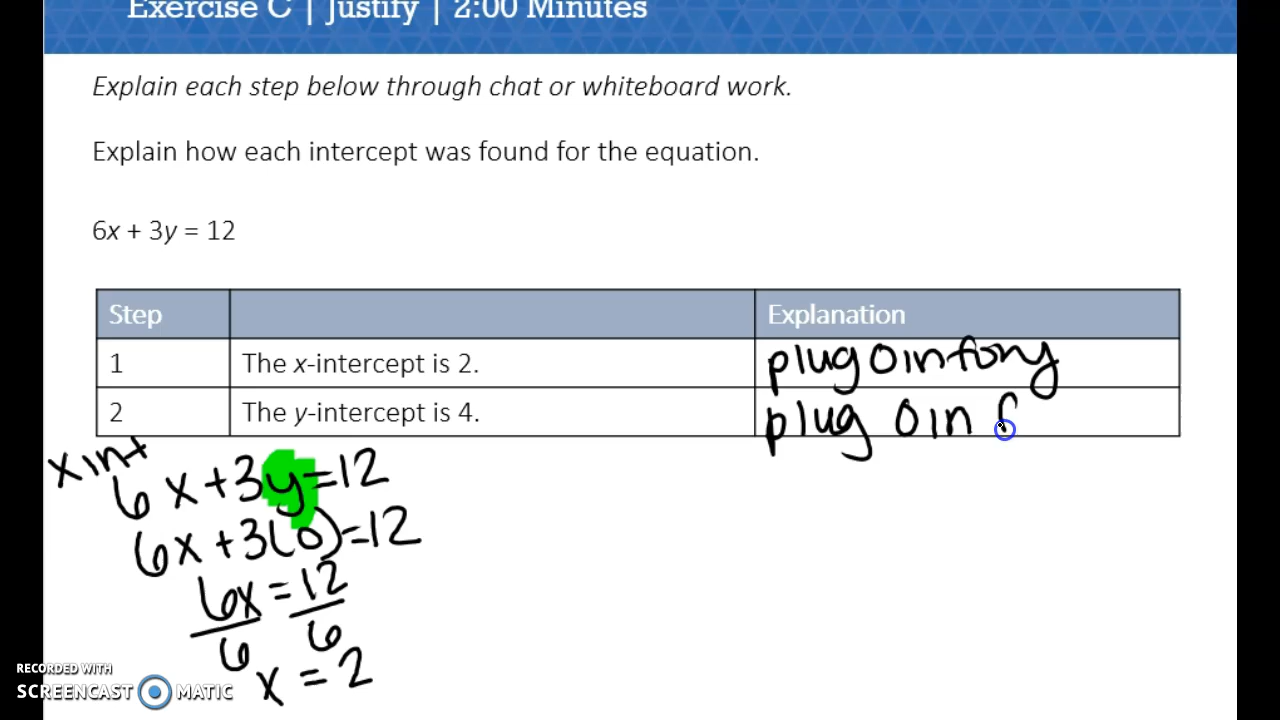 Exercise C | Justify | 2:00 Minutes
Explain each step below through chat or whiteboard work.
Explain how each intercept was found for the equation.
6x + 3y = 12
Step Explanation
1 The x-intercept is 2. plug 0 in for y
2 The y-intercept is 4. plug 0 in f
x int
6x+3y=12
6x+3(0)=12
6x=12
6 6
x=2
RECORDED WITH
SCREENCAST MATIC